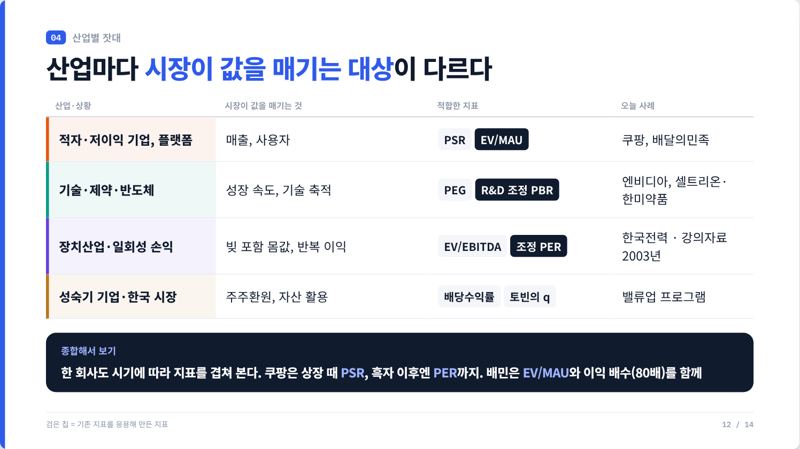 04 산업별 잣대
산업마다 시장이 값을 매기는 대상이 다르다
산업·상황 시장이 값을 매기는 것 적합한 지표 오늘 사례
적자·저이익 기업, 플랫폼 매출, 사용자 PSR EV/MAU 쿠팡, 배달의민족
기술·제약·반도체 성장 속도, 기술 축적 PEG R&D 조정 PBR 엔비디아, 셀트리온·
한미약품
장치산업·일회성 손익 빚 포함 몸값, 반복 이익 EV/EBITDA 조정 PER 한국전력 · 강의자료
2003년
성숙기 기업·한국 시장 주주환원, 자산 활용 배당수익률 토빈의 q 밸류업 프로그램
종합해서 보기
한 회사도 시기에 따라 지표를 겹쳐 본다. 쿠팡은 상장 때 PSR, 흑자 이후엔 PER까지. 배민은 EV/MAU와 이익 배수(80배)를 함께
검은 칩 = 기존 지표를 응용해 만든 지표 12 / 14